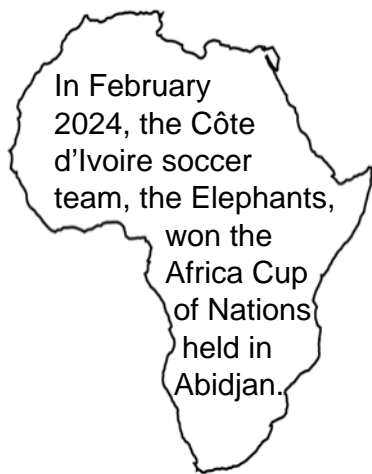 In February
2024, the Côte
d’Ivoire soccer
team, the Elephants,
won the
Africa Cup
of Nations
held in
Abidjan.